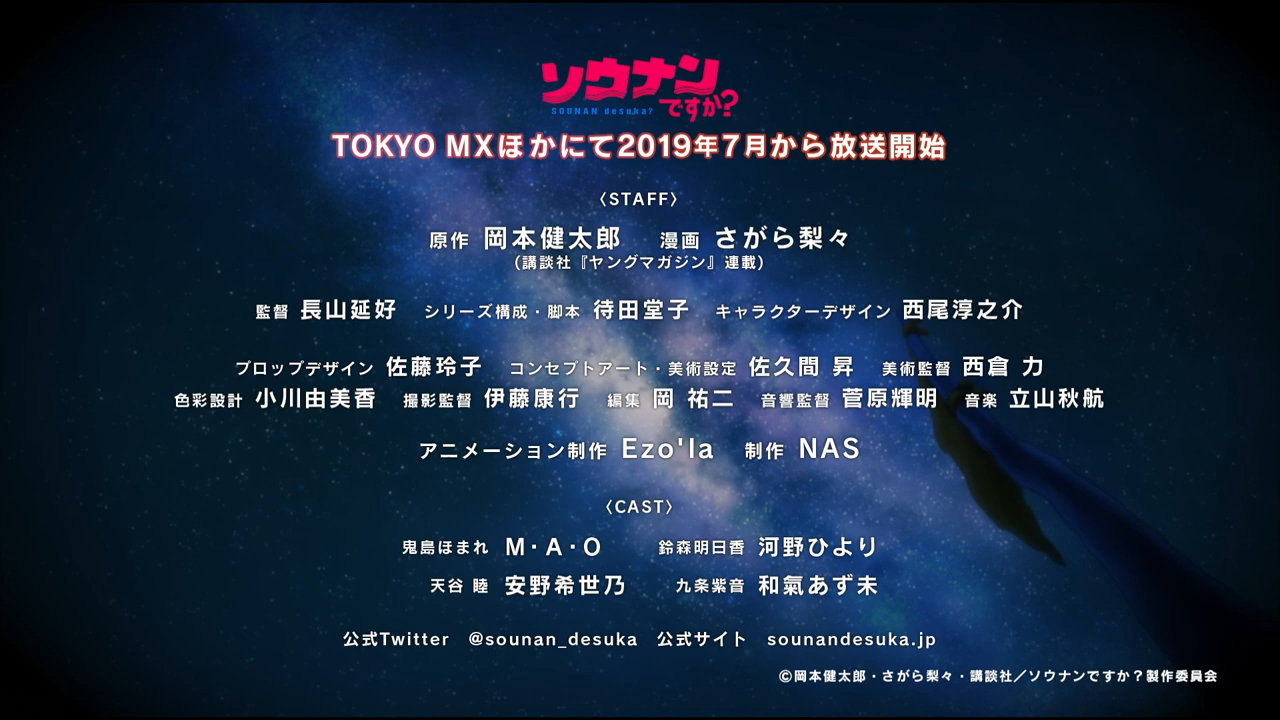 ソウナンですか?
SOUNAN desuka?
TOKYO MXほかにて2019年7月から放送開始
〈STAFF〉
原作 岡本健太郎 漫画 さがら梨々
(講談社『ヤングマガジン』連載)
監督 長山延好 シリーズ構成・脚本 待田堂子 キャラクターデザイン 西尾淳之介
プロップデザイン 佐藤玲子 コンセプトアート・美術設定 佐久間 昇 美術監督 西倉 力
色彩設計 小川由美香 撮影監督 伊藤康行 編集 岡 祐二 音響監督 菅原輝明 音楽 立山秋航
アニメーション制作 Ezo'la 制作 NAS
〈CAST〉
鬼島ほまれ M・A・O 鈴森明日香 河野ひより
天谷 睦 安野希世乃 九条紫音 和氣あず未
公式Twitter @sounan_desuka 公式サイト sounandesuka.jp
©岡本健太郎・さがら梨々・講談社／ソウナンですか？製作委員会